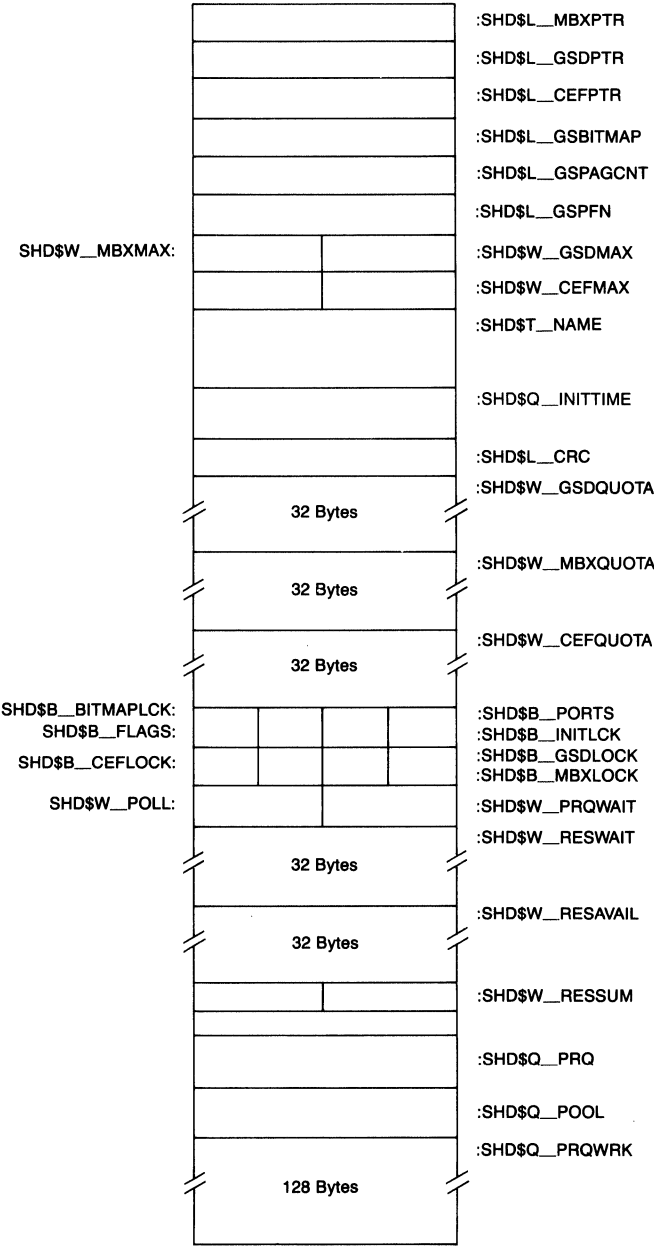 :SHD$L__MBXPTR
:SHD$L__GSDPTR
:SHD$L__CEFPTR
:SHD$L__GSBITMAP
:SHD$L__GSPAGCNT
:SHD$L__GSPFN
SHD$W__MBXMAX:
:SHD$W__GSDMAX
:SHD$W__CEFMAX
:SHD$T__NAME
:SHD$Q__INITTIME
:SHD$L__CRC
:SHD$W__GSDQUOTA
32 Bytes
:SHD$W__MBXQUOTA
32 Bytes
:SHD$W__CEFQUOTA
32 Bytes
SHD$B__BITMAPLCK:
:SHD$B__PORTS
SHD$B__FLAGS:
:SHD$B__INITLCK
SHD$B__CEFLOCK:
:SHD$B__GSDLOCK
:SHD$B__MBXLOCK
SHD$W__POLL:
:SHD$W__PRQWAIT
:SHD$W__RESWAIT
32 Bytes
:SHD$W__RESAVAIL
32 Bytes
:SHD$W__RESSUM
:SHD$Q__PRQ
:SHD$Q__POOL
:SHD$Q__PRQWRK
128 Bytes